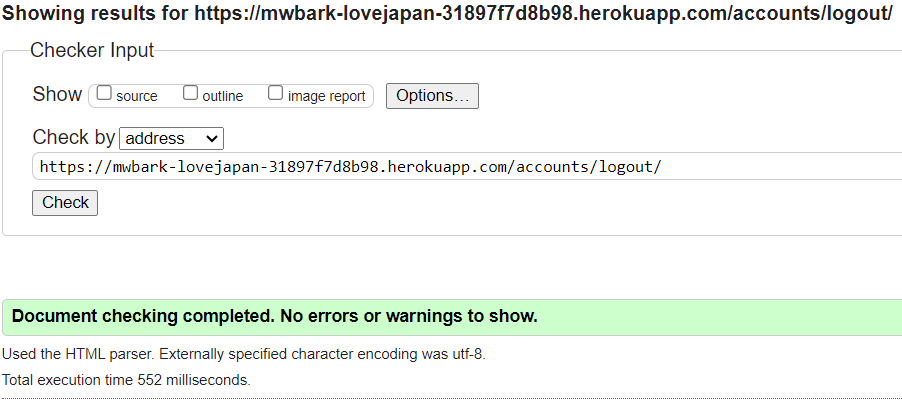 Showing results for https://mwbark-lovejapan-31897f7d8b98.herokuapp.com/accounts/logout/
Checker Input
Show source outline image report Options...
Check by address
https://mwbark-lovejapan-31897f7d8b98.herokuapp.com/accounts/logout/
Check
Document checking completed. No errors or warnings to show.
Used the HTML parser. Externally specified character encoding was utf-8.
Total execution time 552 milliseconds.